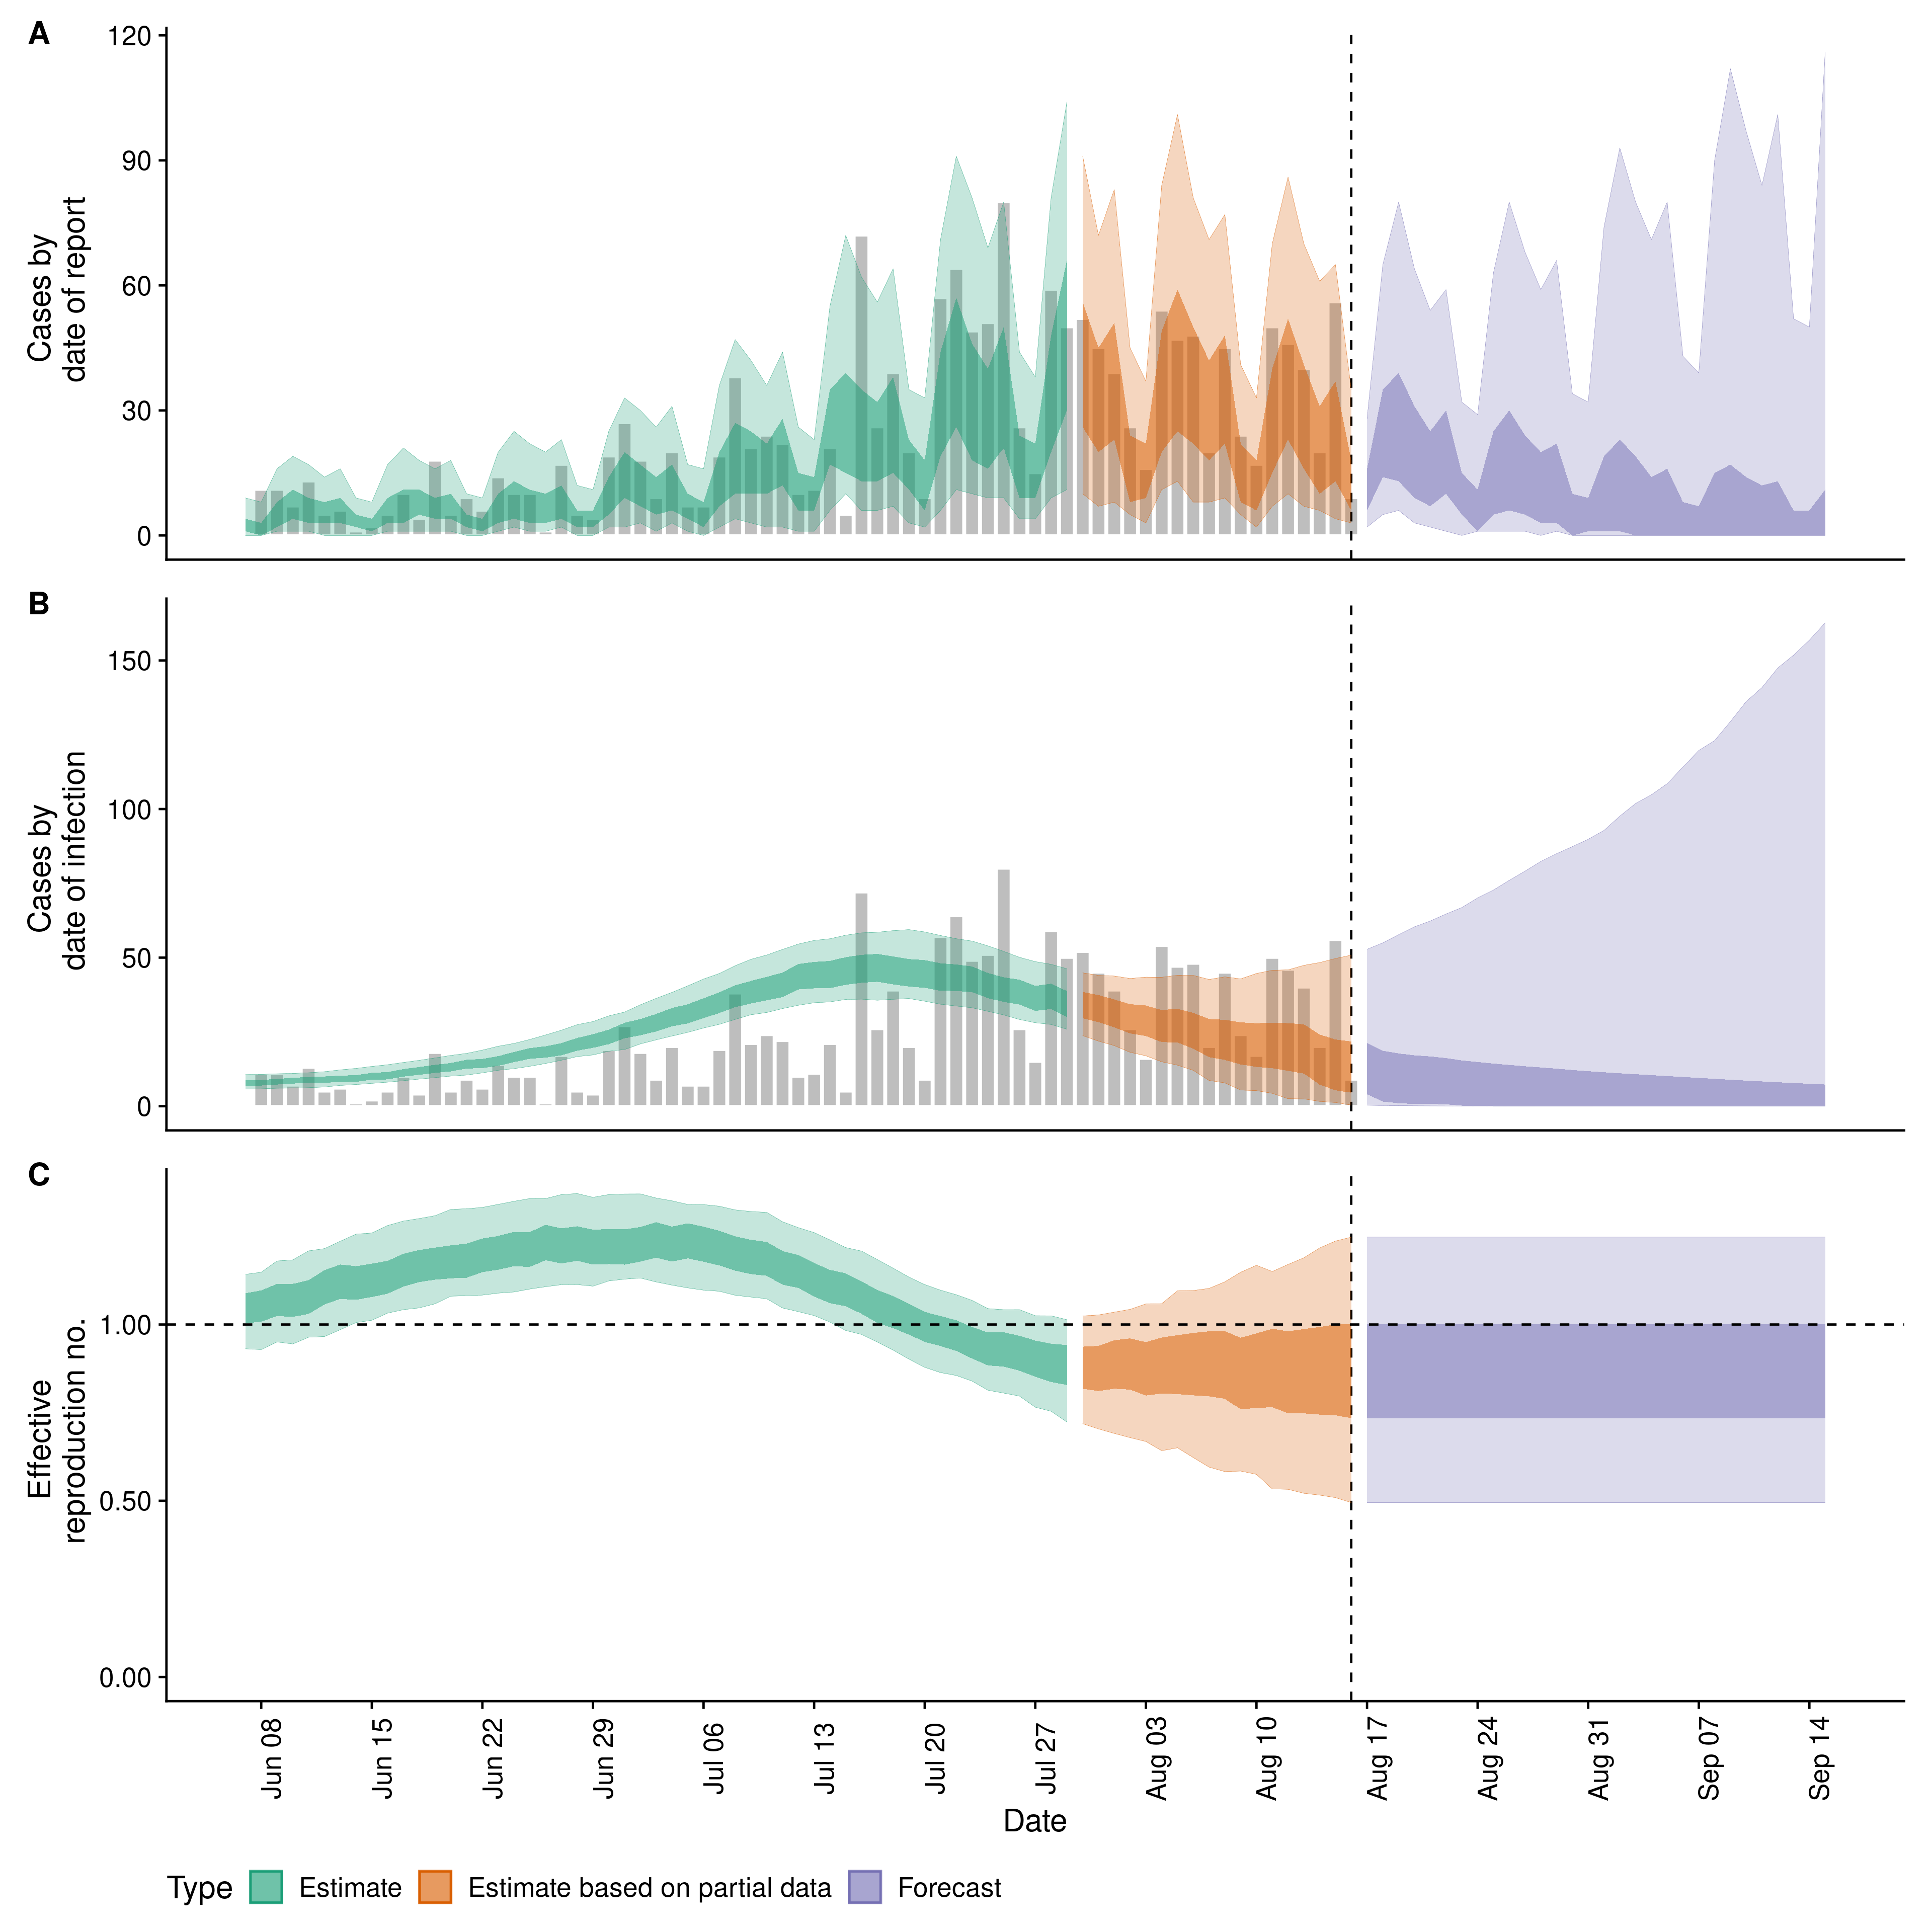 A
120
90
60
30
0
Cases by
date of report
B
150
100
50
0
Cases by
date of infection
C
1.00
0.50
0.00
Effective
reproduction no.
Jun 08
Jun 15
Jun 22
Jun 29
Jul 06
Jul 13
Jul 20
Jul 27
Aug 03
Aug 10
Aug 17
Aug 24
Aug 31
Sep 07
Sep 14
Date
Type Estimate Estimate based on partial data Forecast